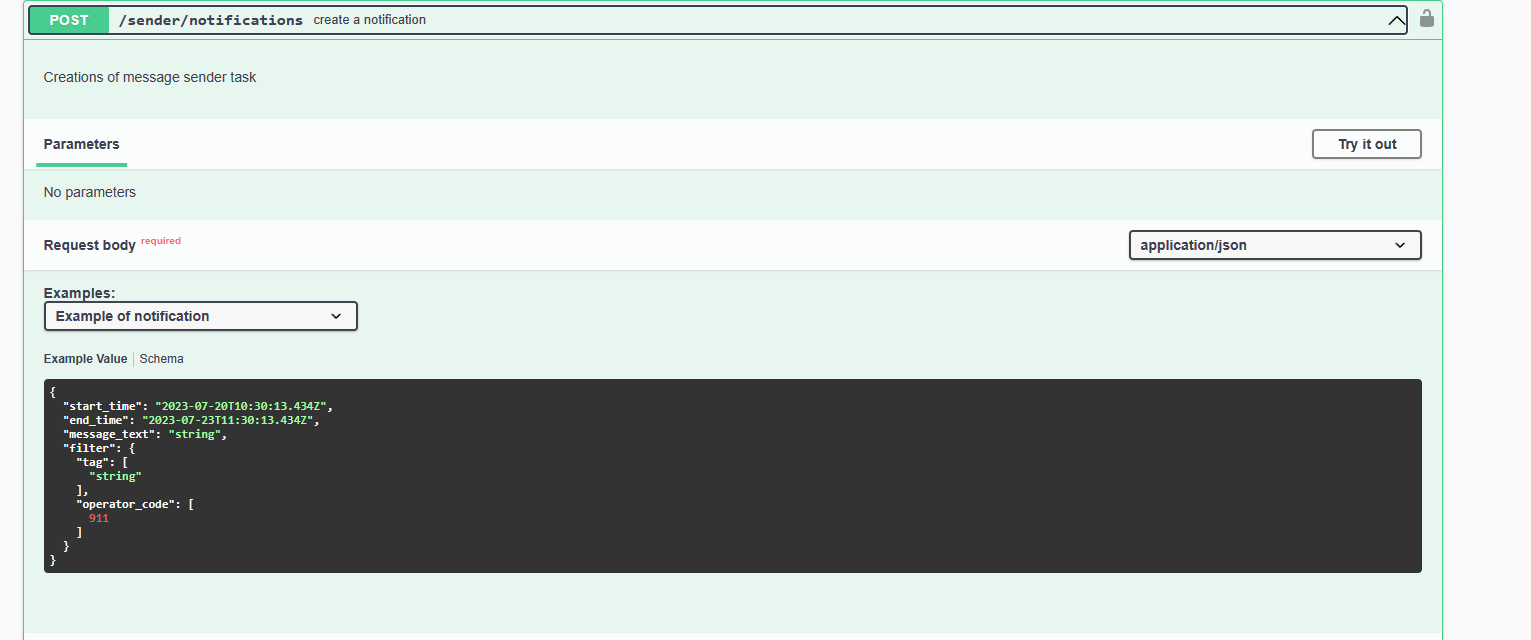 POST /sender/notifications create a notification
Creations of message sender task
Parameters
Try it out
No parameters
Request body required
application/json
Examples:
Example of notification
Example Value Schema
{
  "start_time": "2023-07-20T10:30:13.434Z",
  "end_time": "2023-07-23T11:30:13.434Z",
  "message_text": "string",
  "filter": {
    "tag": [
      "string"
    ],
    "operator_code": [
      911
    ]
  }
}